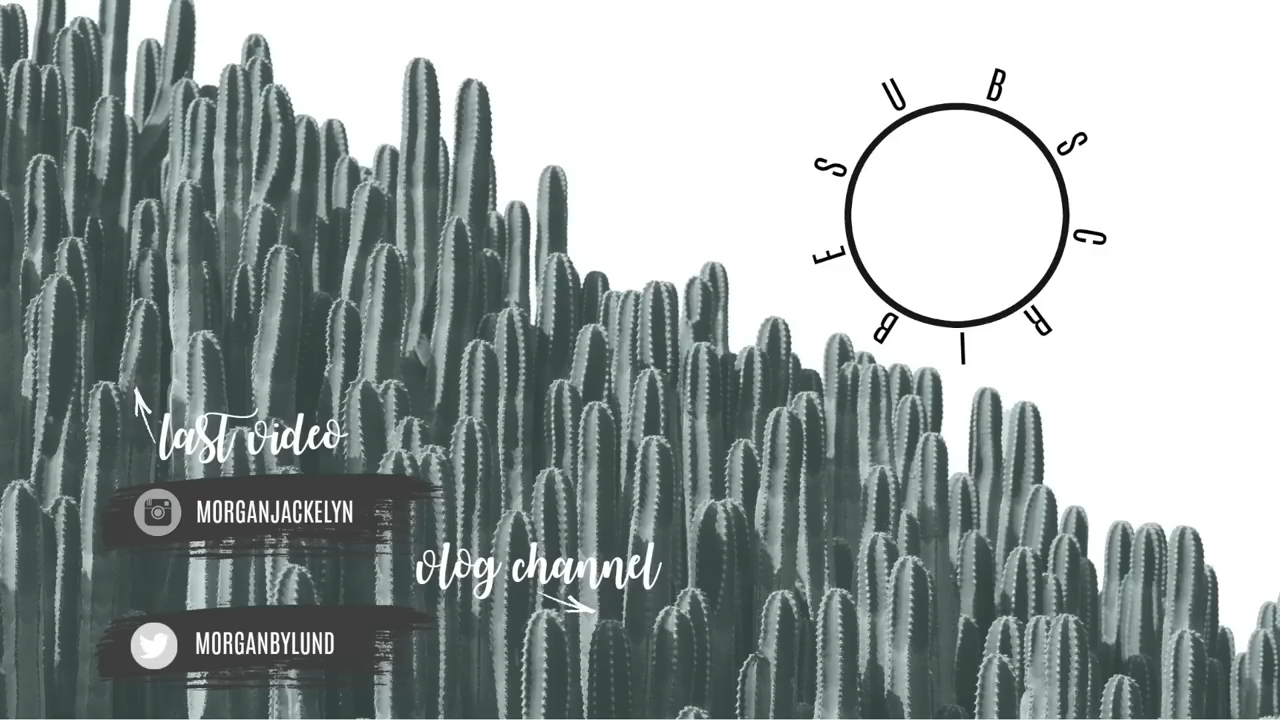 SUBSCRIBE
last video
MORGANJACKELYN
vlog channel
MORGANBYLUND